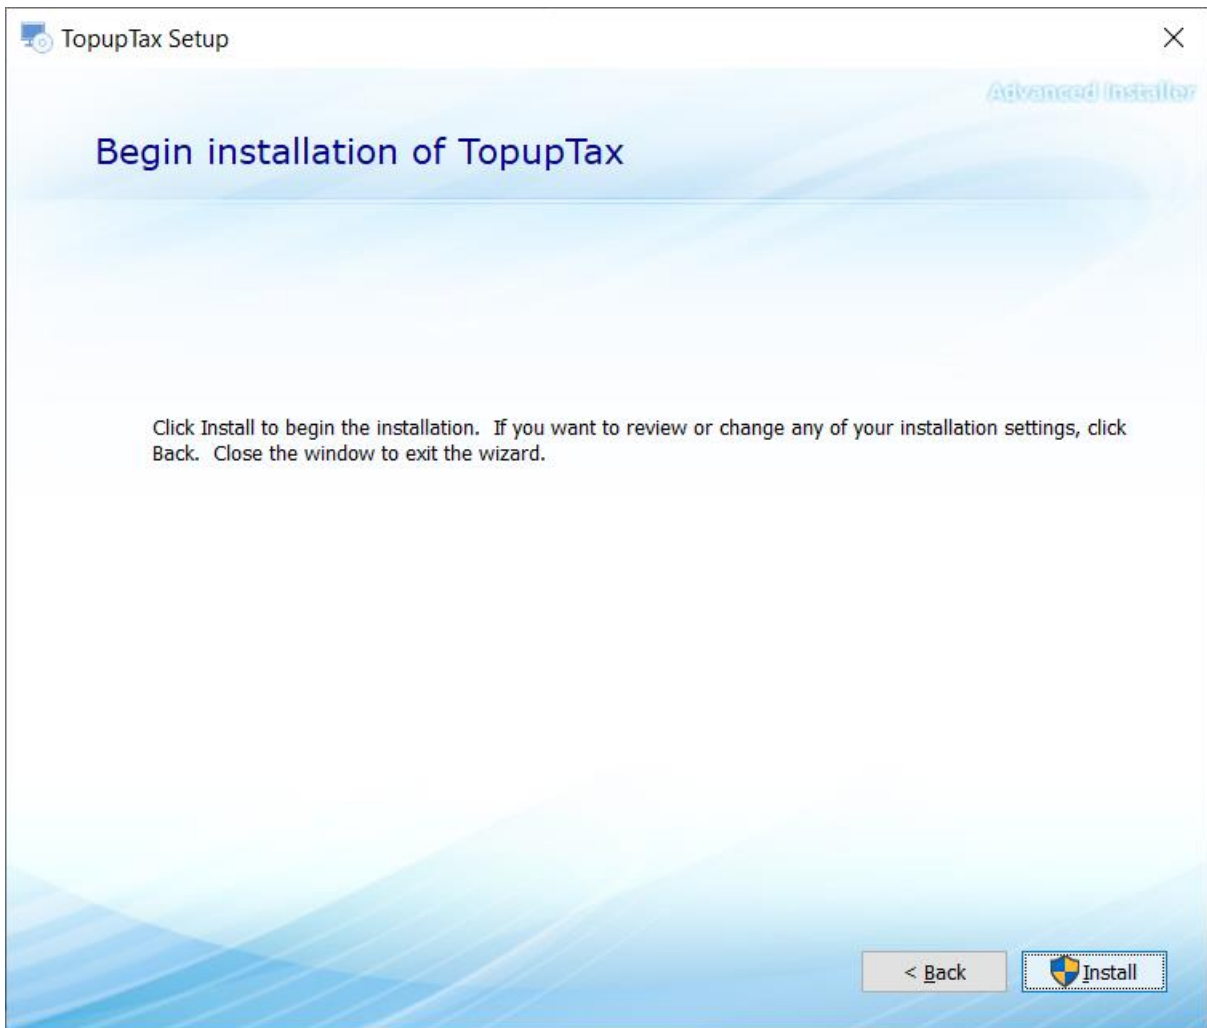 TopupTax Setup
Advanced Installer
Begin installation of TopupTax
Click Install to begin the installation.  If you want to review or change any of your installation settings, click
Back.  Close the window to exit the wizard.
< Back
Install